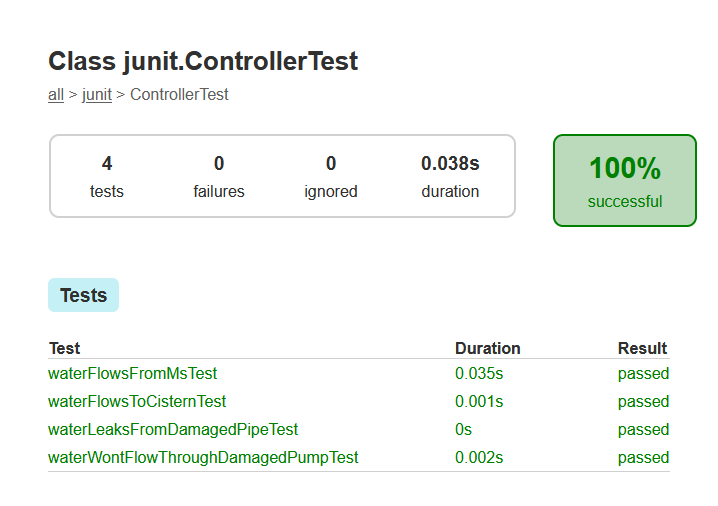 Class junit.ControllerTest
all > junit > ControllerTest
4 0 0 0.038s
tests failures ignored duration
100%
successful
Tests
Test Duration Result
waterFlowsFromMsTest 0.035s passed
waterFlowsToCisternTest 0.001s passed
waterLeaksFromDamagedPipeTest 0s passed
waterWontFlowThroughDamagedPumpTest 0.002s passed